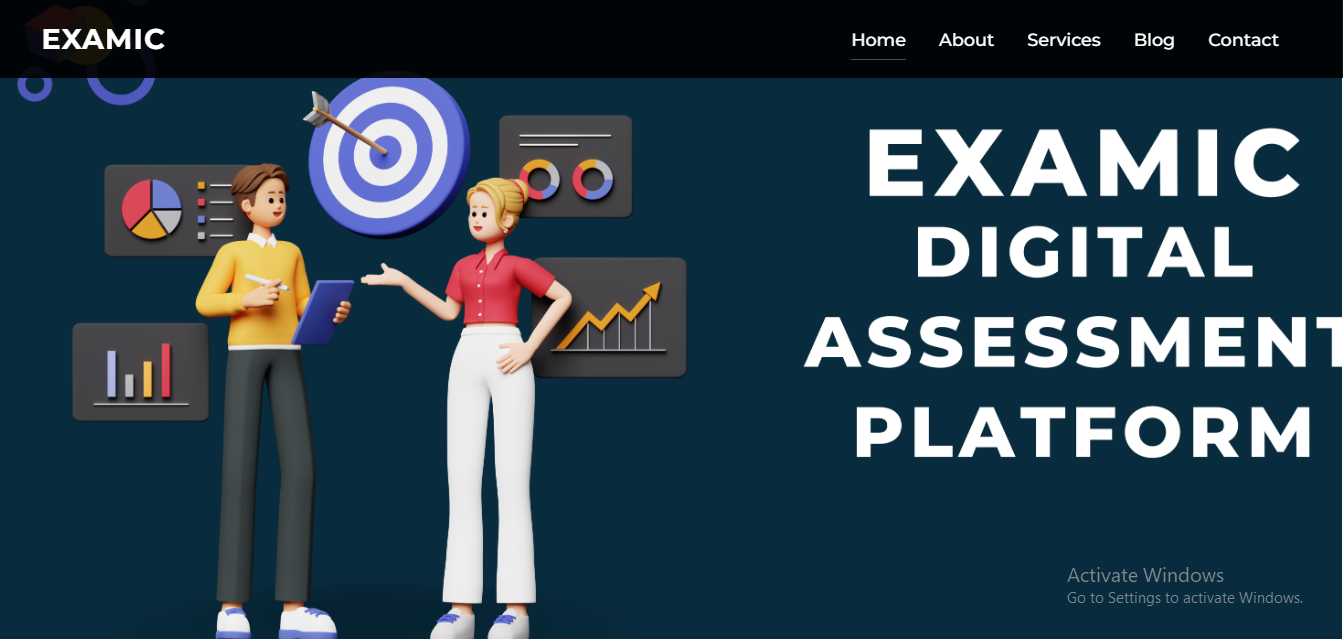 EXAMIC
Home About Services Blog Contact
EXAMIC
DIGITAL
ASSESSMENT
PLATFORM
Activate Windows
Go to Settings to activate Windows.